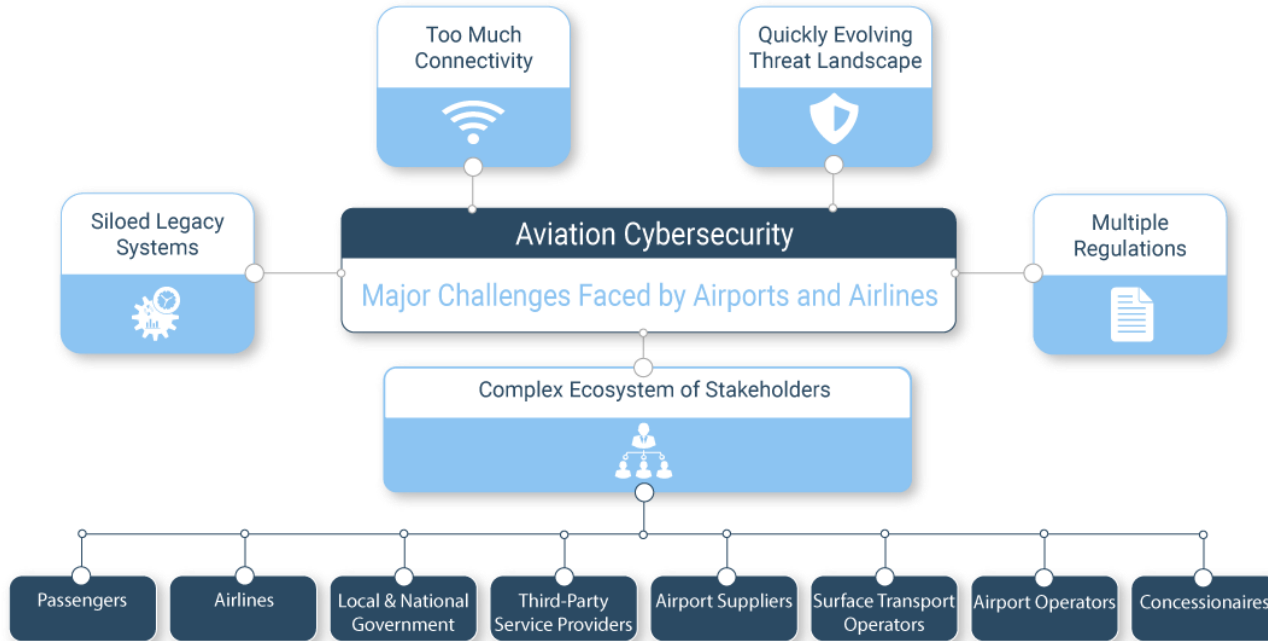 Too Much
Connectivity
Quickly Evolving
Threat Landscape
Siloed Legacy
Systems
Aviation Cybersecurity
Major Challenges Faced by Airports and Airlines
Multiple
Regulations
Complex Ecosystem of Stakeholders
Passengers
Airlines
Local & National
Government
Third-Party
Service Providers
Airport Suppliers
Surface Transport
Operators
Airport Operators
Concessionaires